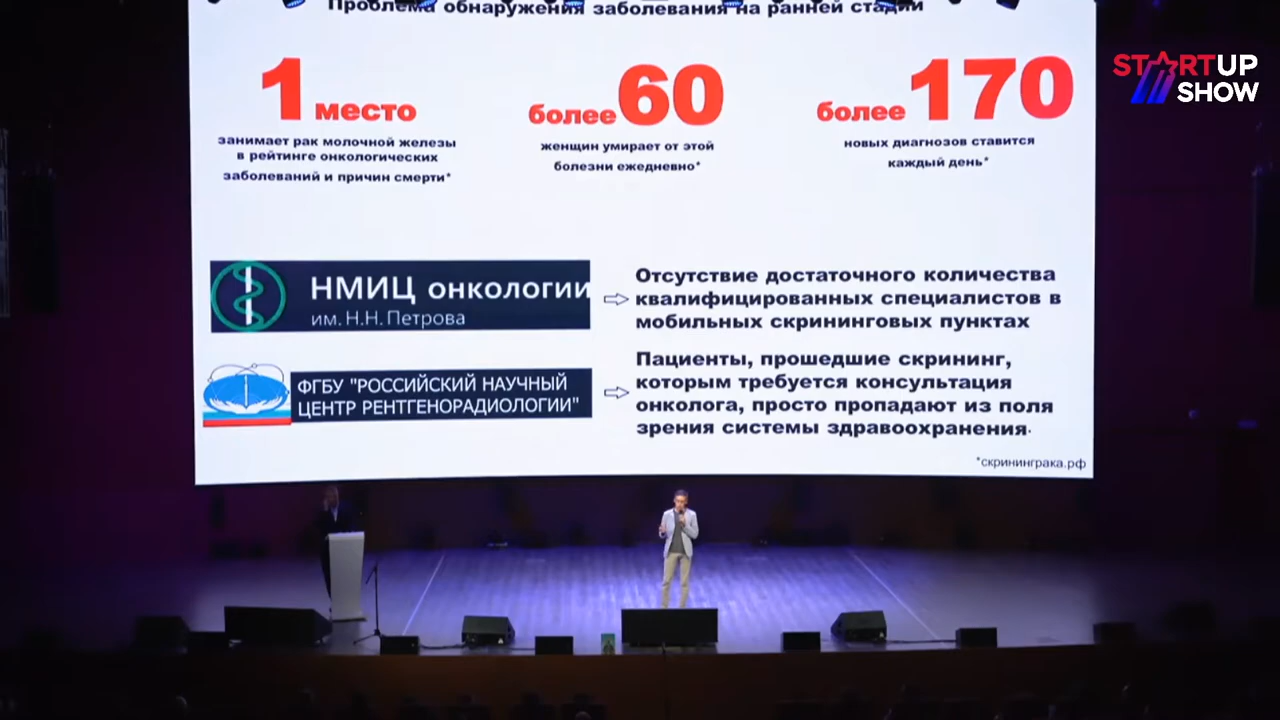 Проблема обнаружения заболевания на ранней стадии
STARTUP
SHOW
1 место
занимает рак молочной железы
в рейтинге онкологических
заболеваний и причин смерти*
более 60
женщин умирает от этой
болезни ежедневно*
более 170
новых диагнозов ставится
каждый день*
НМИЦ онкологии
им. Н.Н. Петрова
Отсутствие достаточного количества
квалифицированных специалистов в
мобильных скрининговых пунктах
ФГБУ "РОССИЙСКИЙ НАУЧНЫЙ
ЦЕНТР РЕНТГЕНОРАДИОЛОГИИ"
Пациенты, прошедшие скрининг,
которым требуется консультация
онколога, просто пропадают из поля
зрения системы здравоохранения.
*скрининграка.рф